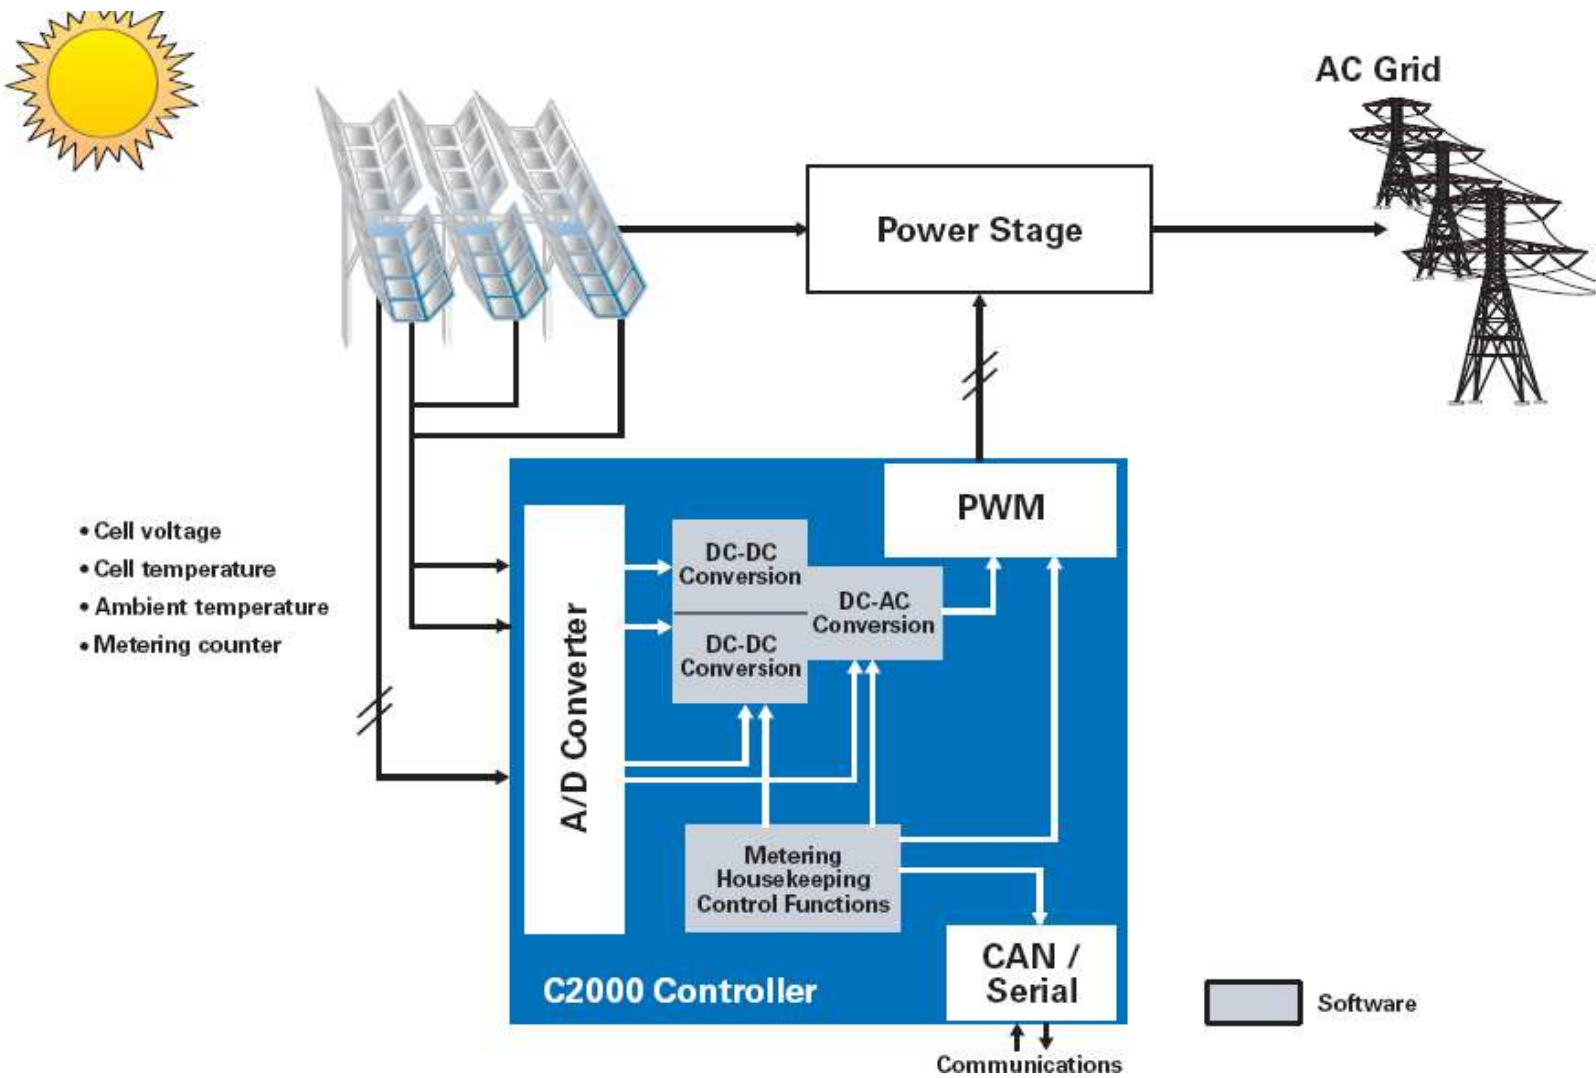 AC Grid
Power Stage
• Cell voltage
• Cell temperature
• Ambient temperature
• Metering counter
PWM
A/D Converter
DC-DC
Conversion
DC-DC
Conversion
DC-AC
Conversion
Metering
Housekeeping
Control Functions
CAN /
Serial
C2000 Controller
Software
Communications